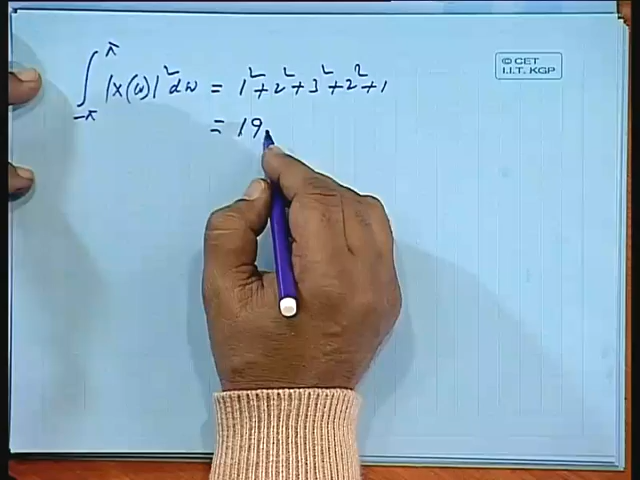 ∫_{-π}^{π} |X(ω)|² dω = 1² + 2² + 3² + 2² + 1
= 19
© CET
I.I.T. KGP